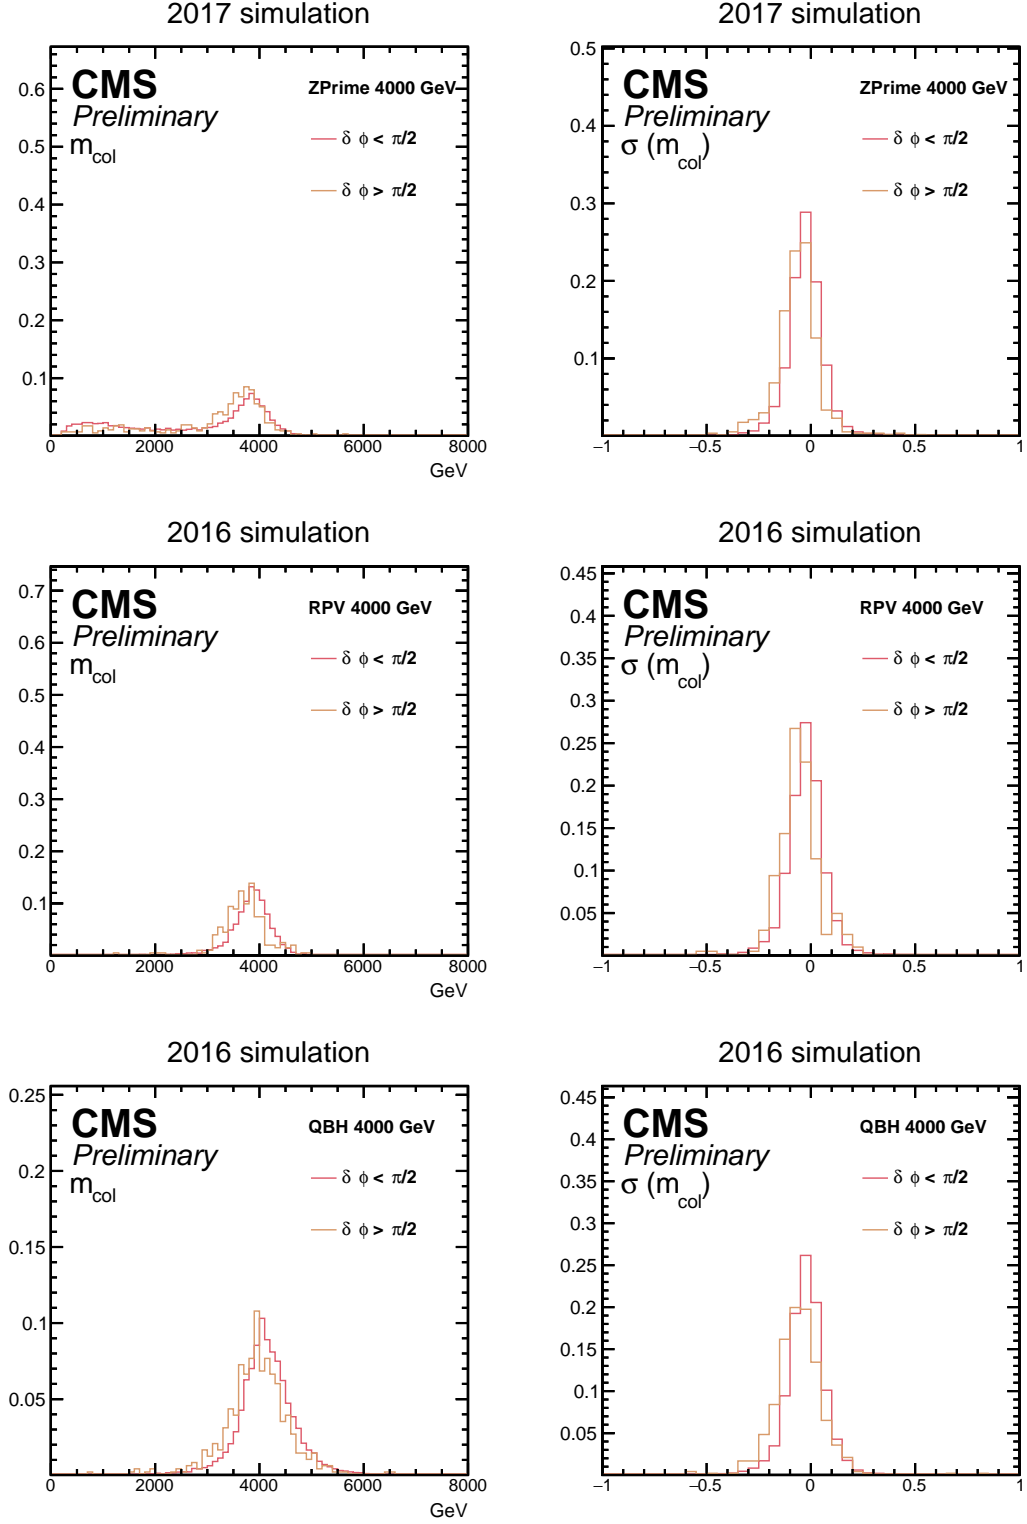 2017 simulation
CMS
Preliminary
m_col
ZPrime 4000 GeV
δ ϕ < π/2
δ ϕ > π/2
0.6
0.5
0.4
0.3
0.2
0.1
0 2000 4000 6000 8000
GeV
2017 simulation
CMS
Preliminary
σ (m_col)
ZPrime 4000 GeV
δ ϕ < π/2
δ ϕ > π/2
0.5
0.4
0.3
0.2
0.1
−1 −0.5 0 0.5 1
2016 simulation
CMS
Preliminary
m_col
RPV 4000 GeV
δ ϕ < π/2
δ ϕ > π/2
0.7
0.6
0.5
0.4
0.3
0.2
0.1
0 2000 4000 6000 8000
GeV
2016 simulation
CMS
Preliminary
σ (m_col)
RPV 4000 GeV
δ ϕ < π/2
δ ϕ > π/2
0.45
0.4
0.35
0.3
0.25
0.2
0.15
0.1
0.05
−1 −0.5 0 0.5 1
2016 simulation
CMS
Preliminary
m_col
QBH 4000 GeV
δ ϕ < π/2
δ ϕ > π/2
0.25
0.2
0.15
0.1
0.05
0 2000 4000 6000 8000
GeV
2016 simulation
CMS
Preliminary
σ (m_col)
QBH 4000 GeV
δ ϕ < π/2
δ ϕ > π/2
0.45
0.4
0.35
0.3
0.25
0.2
0.15
0.1
0.05
−1 −0.5 0 0.5 1